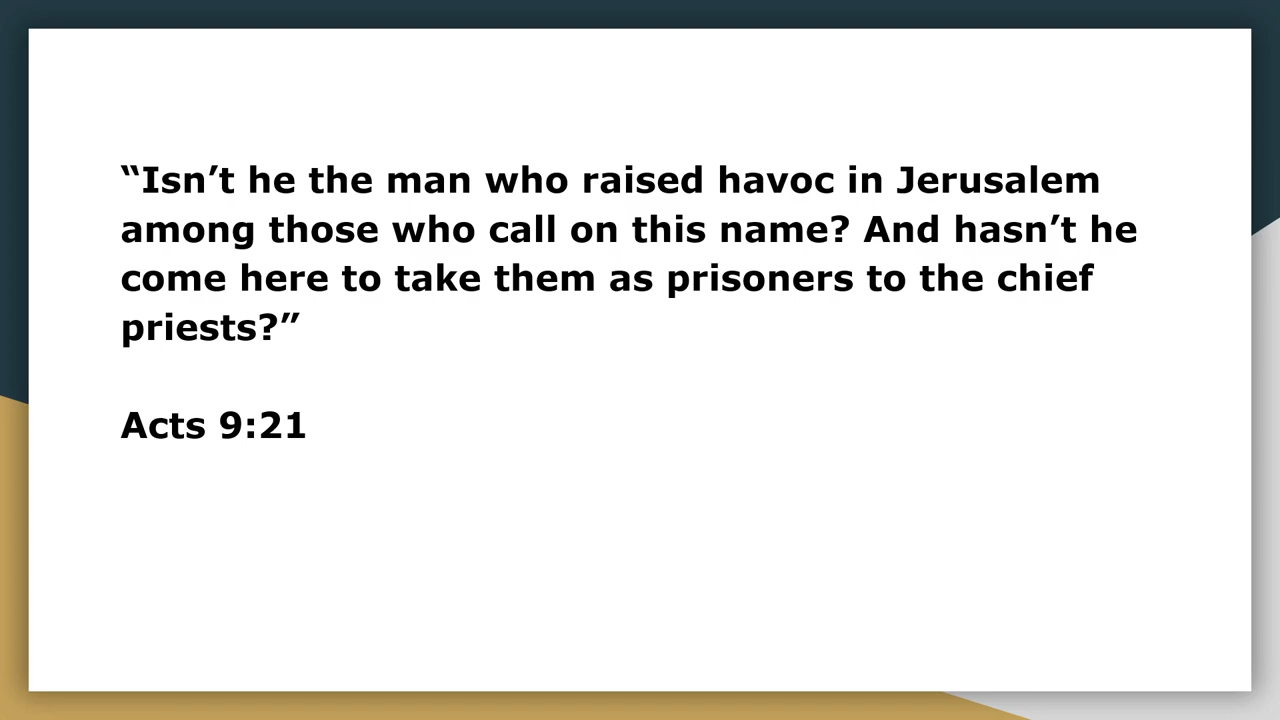 “Isn’t he the man who raised havoc in Jerusalem
among those who call on this name? And hasn’t he
come here to take them as prisoners to the chief
priests?”
Acts 9:21